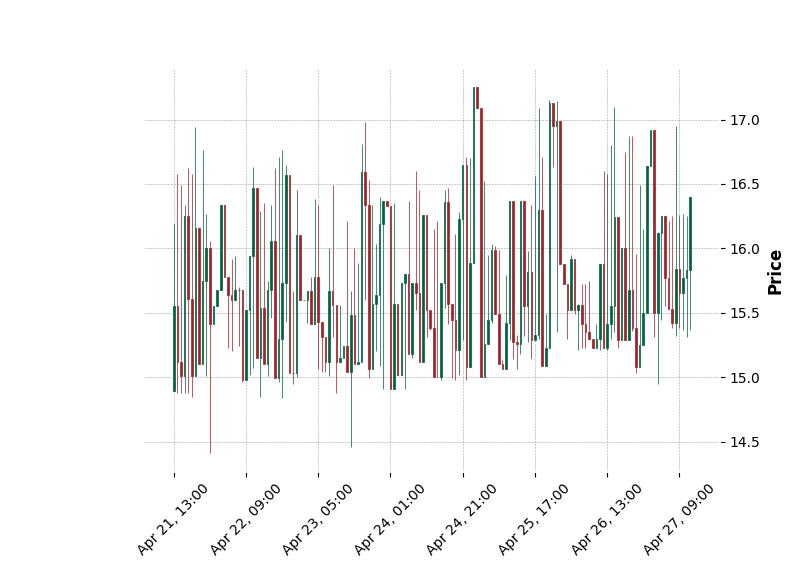 17.0
16.5
16.0
15.5
15.0
14.5
Price
Apr 21, 13:00
Apr 22, 09:00
Apr 23, 05:00
Apr 24, 01:00
Apr 24, 21:00
Apr 25, 17:00
Apr 26, 13:00
Apr 27, 09:00